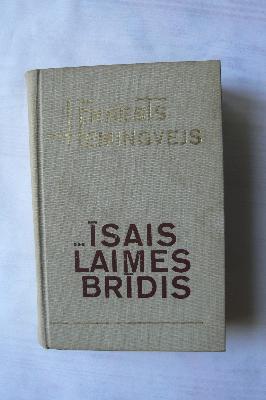 ERNESTS
HEMINGVEJS
...ĪSAIS
LAIMES
BRĪDIS